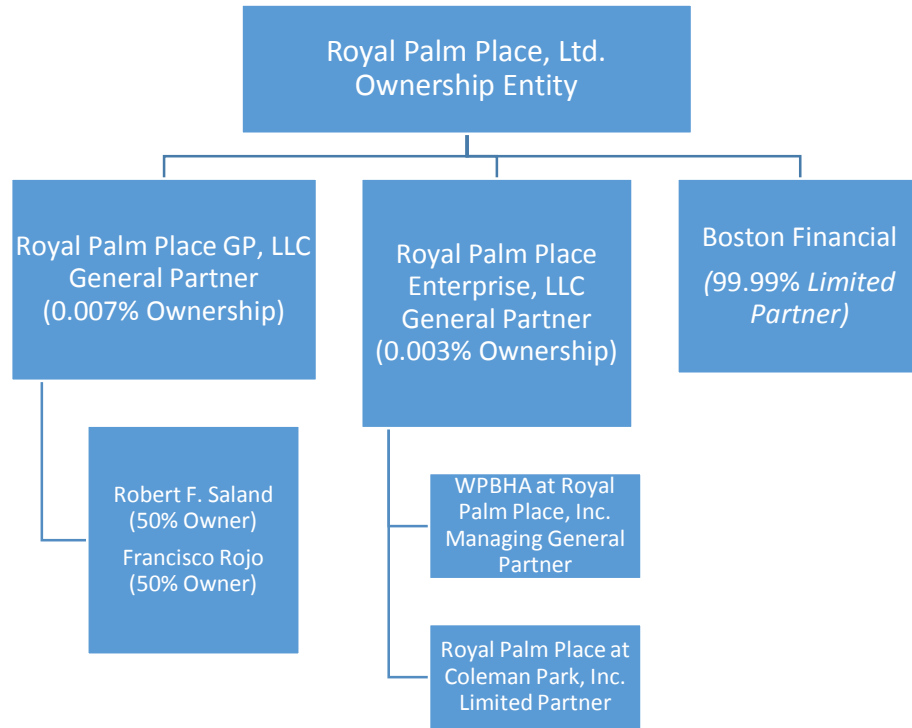 Royal Palm Place, Ltd.
Ownership Entity
Royal Palm Place GP, LLC
General Partner
(0.007% Ownership)
Royal Palm Place
Enterprise, LLC
General Partner
(0.003% Ownership)
Boston Financial
(99.99% Limited
Partner)
Robert F. Saland
(50% Owner)
Francisco Rojo
(50% Owner)
WPBHA at Royal
Palm Place, Inc.
Managing General
Partner
Royal Palm Place at
Coleman Park, Inc.
Limited Partner